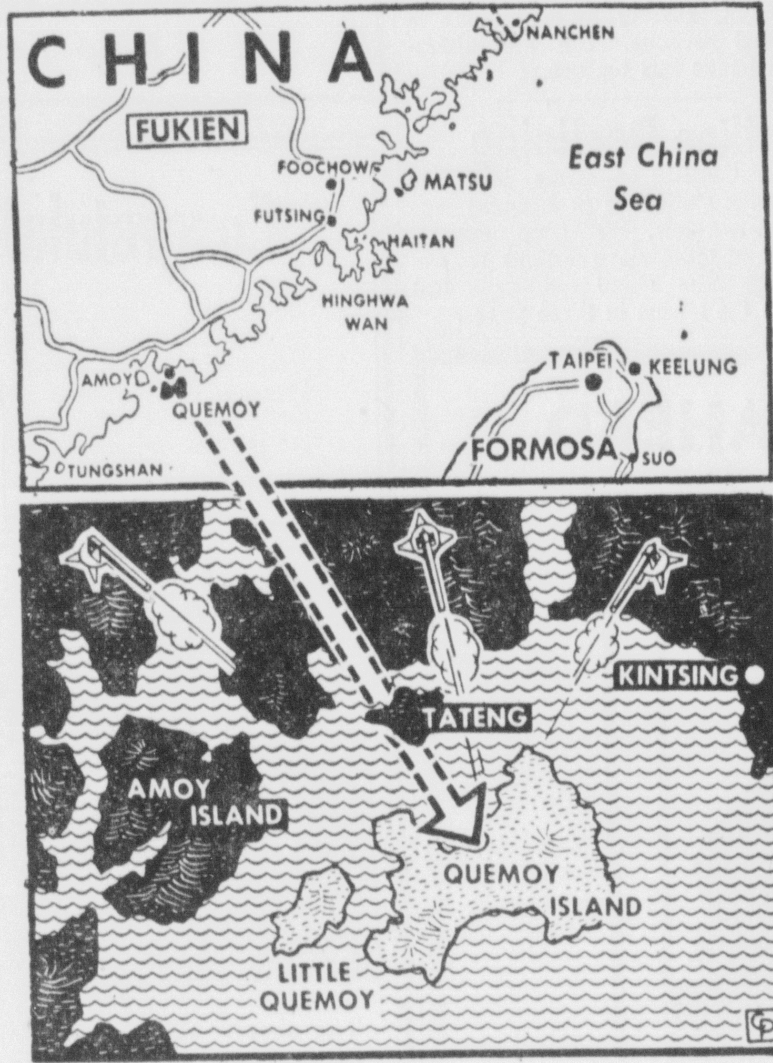 CHINA
NANCHEN
FUKIEN
East China
Sea
FOOCHOW
MATSU
FUTSING
HAITAN
HINGHWA
WAN
TAIPEI
KEELUNG
AMOY
QUEMOY
FORMOSA
SUO
TUNGSHAN
KINTSING
TATENG
AMOY
ISLAND
QUEMOY
ISLAND
LITTLE
QUEMOY
CP